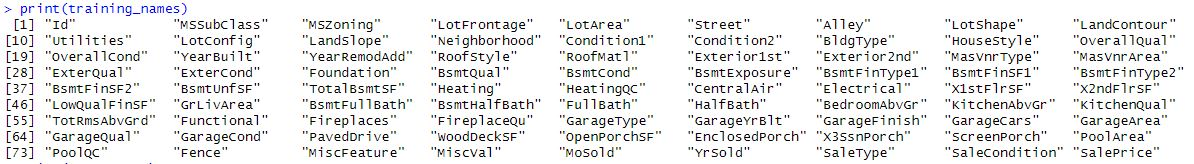 > print(training_names)
[1] "Id" "MSSubClass" "MSZoning" "LotFrontage" "LotArea" "Street" "Alley" "LotShape" "LandContour"
[10] "Utilities" "LotConfig" "LandSlope" "Neighborhood" "Condition1" "Condition2" "BldgType" "HouseStyle" "OverallQual"
[19] "OverallCond" "YearBuilt" "YearRemodAdd" "RoofStyle" "RoofMatl" "Exterior1st" "Exterior2nd" "MasVnrType" "MasVnrArea"
[28] "ExterQual" "ExterCond" "Foundation" "BsmtQual" "BsmtCond" "BsmtExposure" "BsmtFinType1" "BsmtFinSF1" "BsmtFinType2"
[37] "BsmtFinSF2" "BsmtUnfSF" "TotalBsmtSF" "Heating" "HeatingQC" "CentralAir" "Electrical" "X1stFlrSF" "X2ndFlrSF"
[46] "LowQualFinSF" "GrLivArea" "BsmtFullBath" "BsmtHalfBath" "FullBath" "HalfBath" "BedroomAbvGr" "KitchenAbvGr" "KitchenQual"
[55] "TotRmsAbvGrd" "Functional" "Fireplaces" "FireplaceQu" "GarageType" "GarageYrBlt" "GarageFinish" "GarageCars" "GarageArea"
[64] "GarageQual" "GarageCond" "PavedDrive" "WoodDeckSF" "OpenPorchSF" "EnclosedPorch" "X3SsnPorch" "ScreenPorch" "PoolArea"
[73] "PoolQC" "Fence" "MiscFeature" "MiscVal" "MoSold" "YrSold" "SaleType" "SaleCondition" "SalePrice"